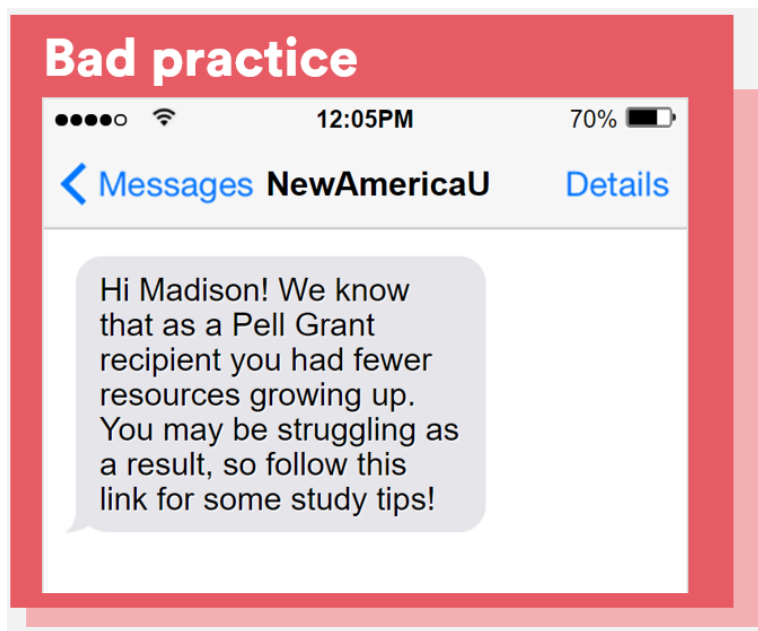 Bad practice
12:05PM 70%
Messages NewAmericaU Details
Hi Madison! We know
that as a Pell Grant
recipient you had fewer
resources growing up.
You may be struggling as
a result, so follow this
link for some study tips!